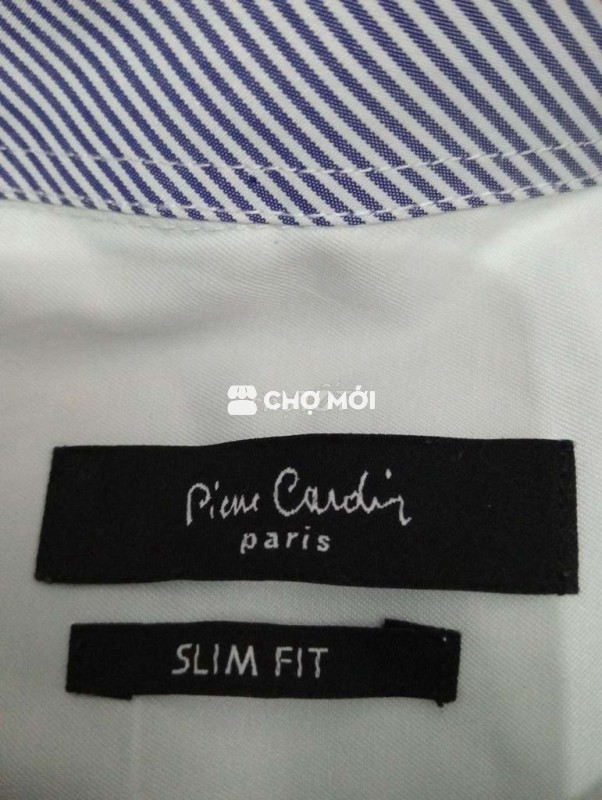 CHỢ MỚI
Pierre Cardin
paris
SLIM FIT